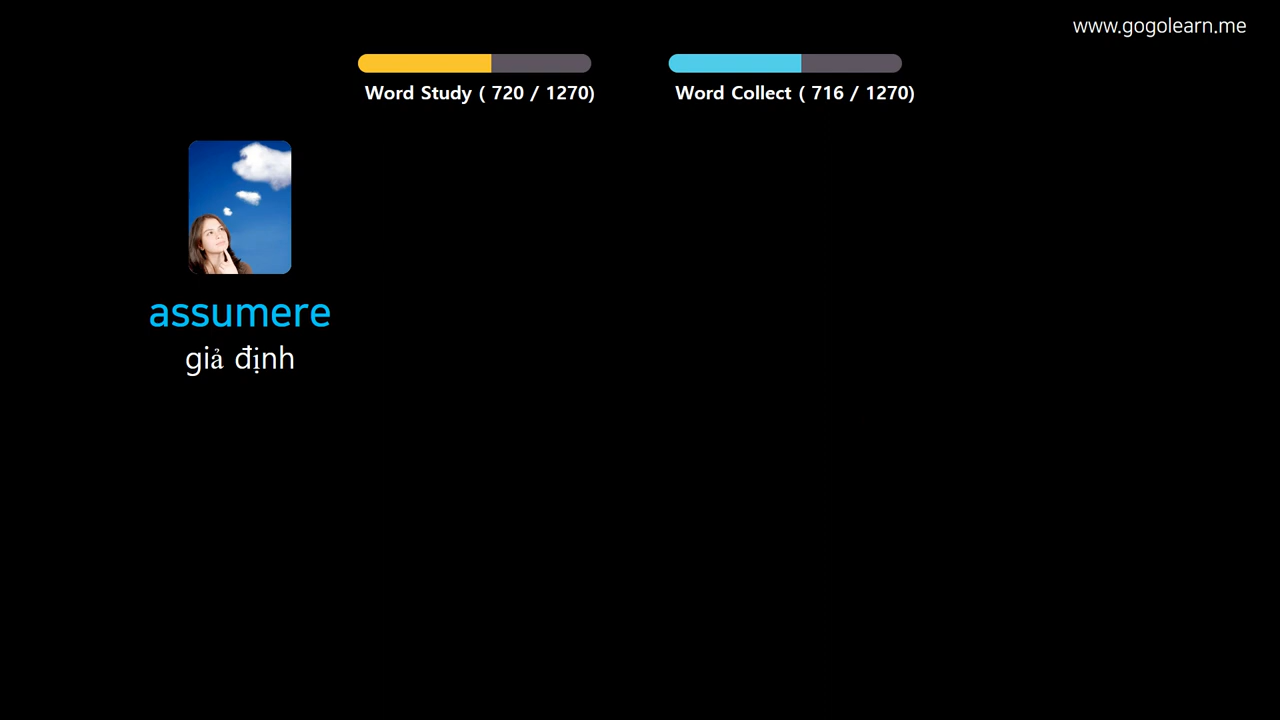 www.gogolearn.me
Word Study ( 720 / 1270)
Word Collect ( 716 / 1270)
assumere
giả định